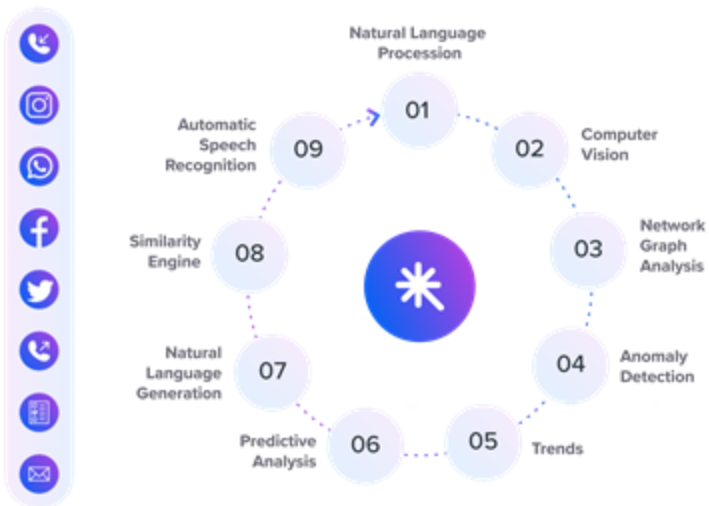 01
Natural Language
Procession
02
Computer
Vision
03
Network
Graph
Analysis
04
Anomaly
Detection
05
Trends
06
Predictive
Analysis
07
Natural
Language
Generation
08
Similarity
Engine
09
Automatic
Speech
Recognition